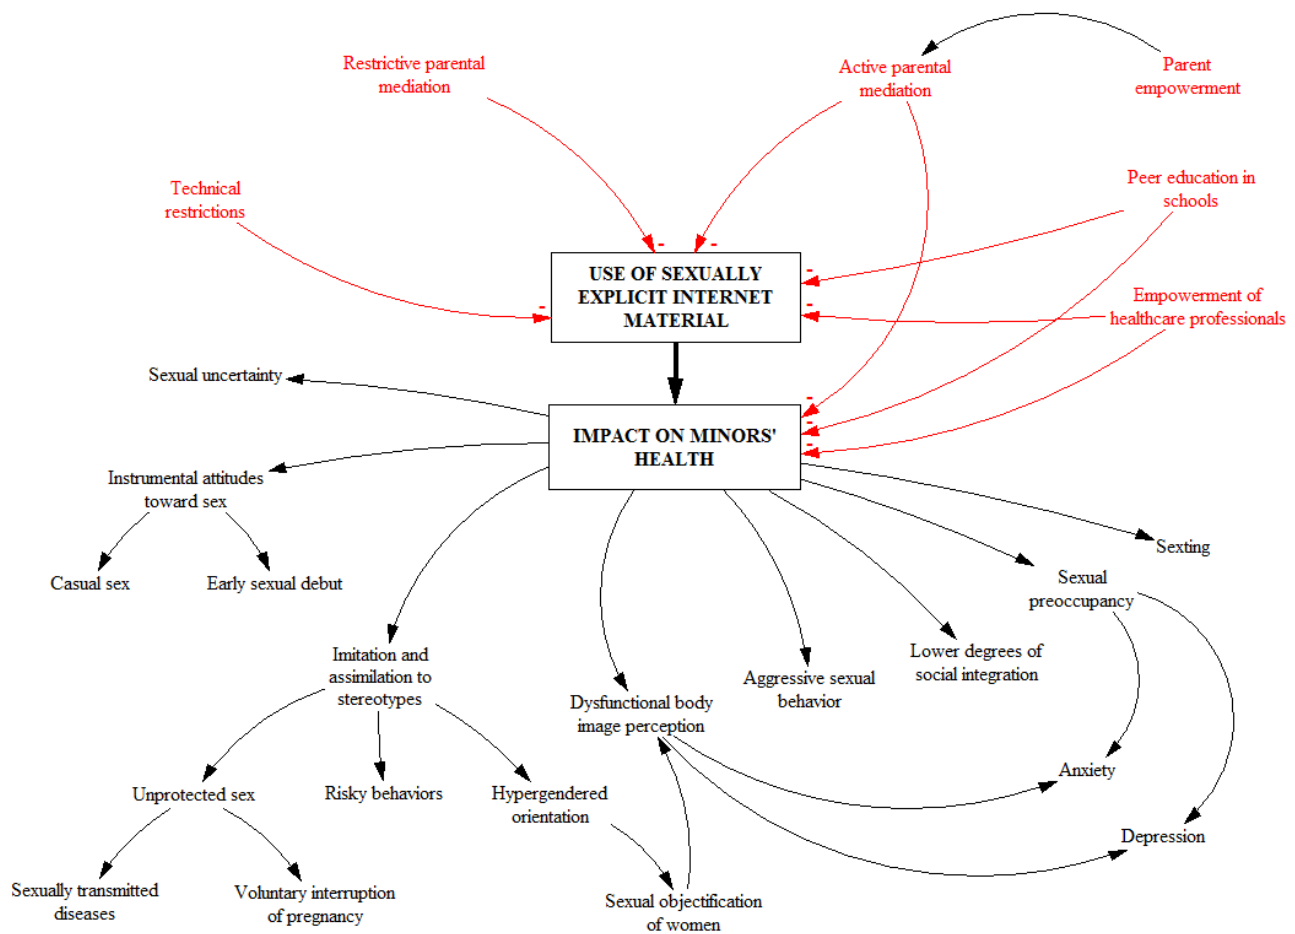 Restrictive parental
mediation
Active parental
mediation
Parent
empowerment
Technical
restrictions
Peer education in
schools
-
-
USE OF SEXUALLY
EXPLICIT INTERNET
MATERIAL
-
-
-
Empowerment of
healthcare professionals
Sexual uncertainty
IMPACT ON MINORS'
HEALTH
-
-
-
Instrumental attitudes
toward sex
Casual sex
Early sexual debut
Sexting
Sexual
preoccupancy
Imitation and
assimilation to
stereotypes
Dysfunctional body
image perception
Aggressive sexual
behavior
Lower degrees of
social integration
Unprotected sex
Risky behaviors
Hypergendered
orientation
Anxiety
Depression
Sexually transmitted
diseases
Voluntary interruption
of pregnancy
Sexual objectification
of women